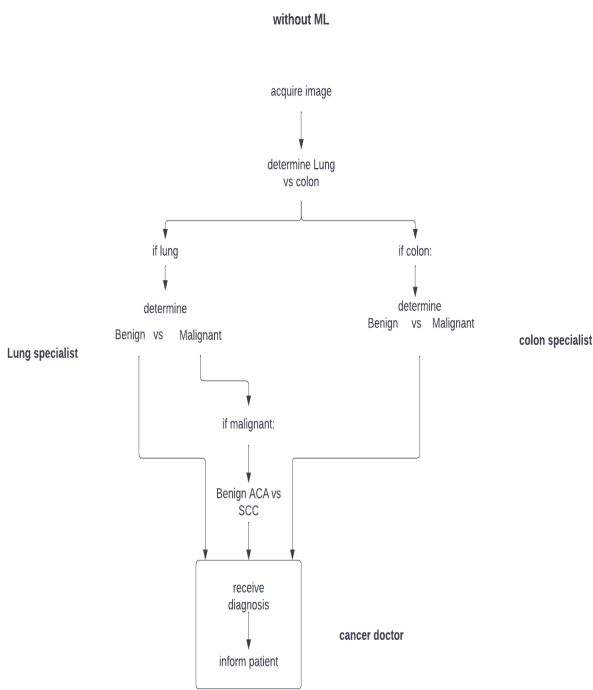 without ML
acquire image
determine Lung
vs colon
if lung
if colon:
determine
Benign vs Malignant
determine
Benign vs Malignant
Lung specialist
colon specialist
if malignant:
Benign ACA vs
SCC
receive
diagnosis
inform patient
cancer doctor